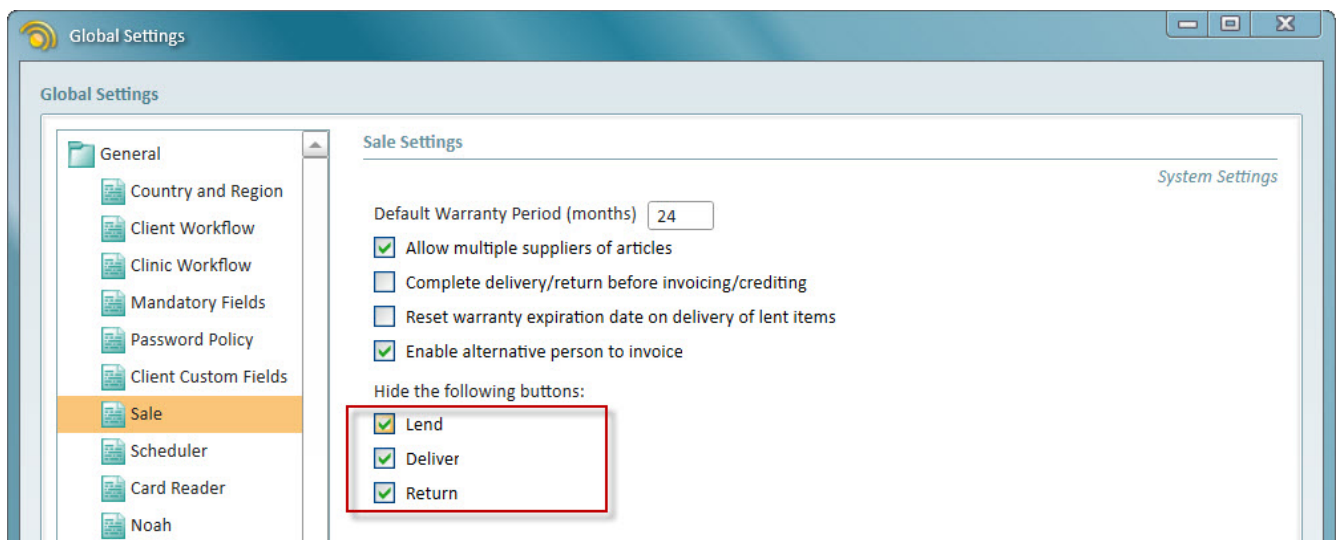 Global Settings
Global Settings
General
Country and Region
Client Workflow
Clinic Workflow
Mandatory Fields
Password Policy
Client Custom Fields
Sale
Scheduler
Card Reader
Noah
Sale Settings
System Settings
Default Warranty Period (months) 24
Allow multiple suppliers of articles
Complete delivery/return before invoicing/crediting
Reset warranty expiration date on delivery of lent items
Enable alternative person to invoice
Hide the following buttons:
Lend
Deliver
Return